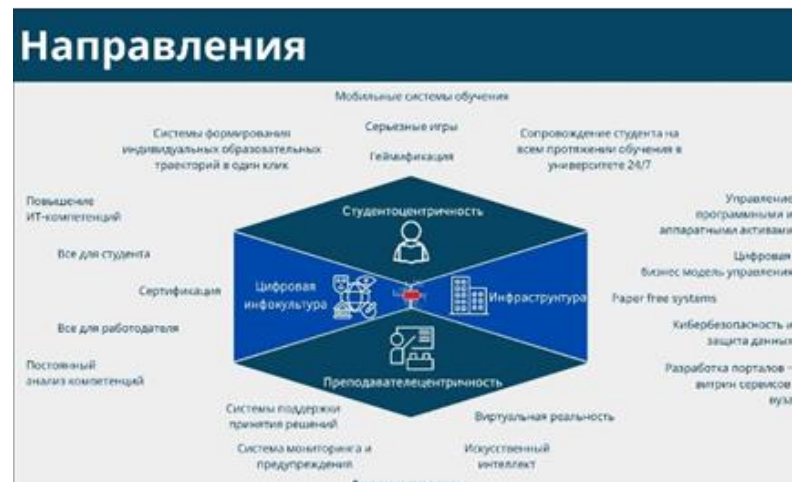 Направления
Мобильные системы обучения
Серьезные игры
Геймификация
Системы формирования
индивидуальных образовательных
траекторий в один клик
Сопровождение студента на
всем протяжении обучения в
университете 24/7
Повышение
ИТ-компетенций
Все для студента
Сертификация
Все для работодателя
Постоянный
анализ компетенций
Студентоцентричность
Цифровая
инфокультура
Инфраструктура
Преподавателецентричность
Управление
программными и
аппаратными активами
Цифровая
бизнес модель управления
Paper free systems
Кибербезопасность и
защита данных
Разработка порталов -
витрин сервисов
вуза
Системы поддержки
принятия решений
Система мониторинга и
предупреждения
Виртуальная реальность
Искусственный
интеллект